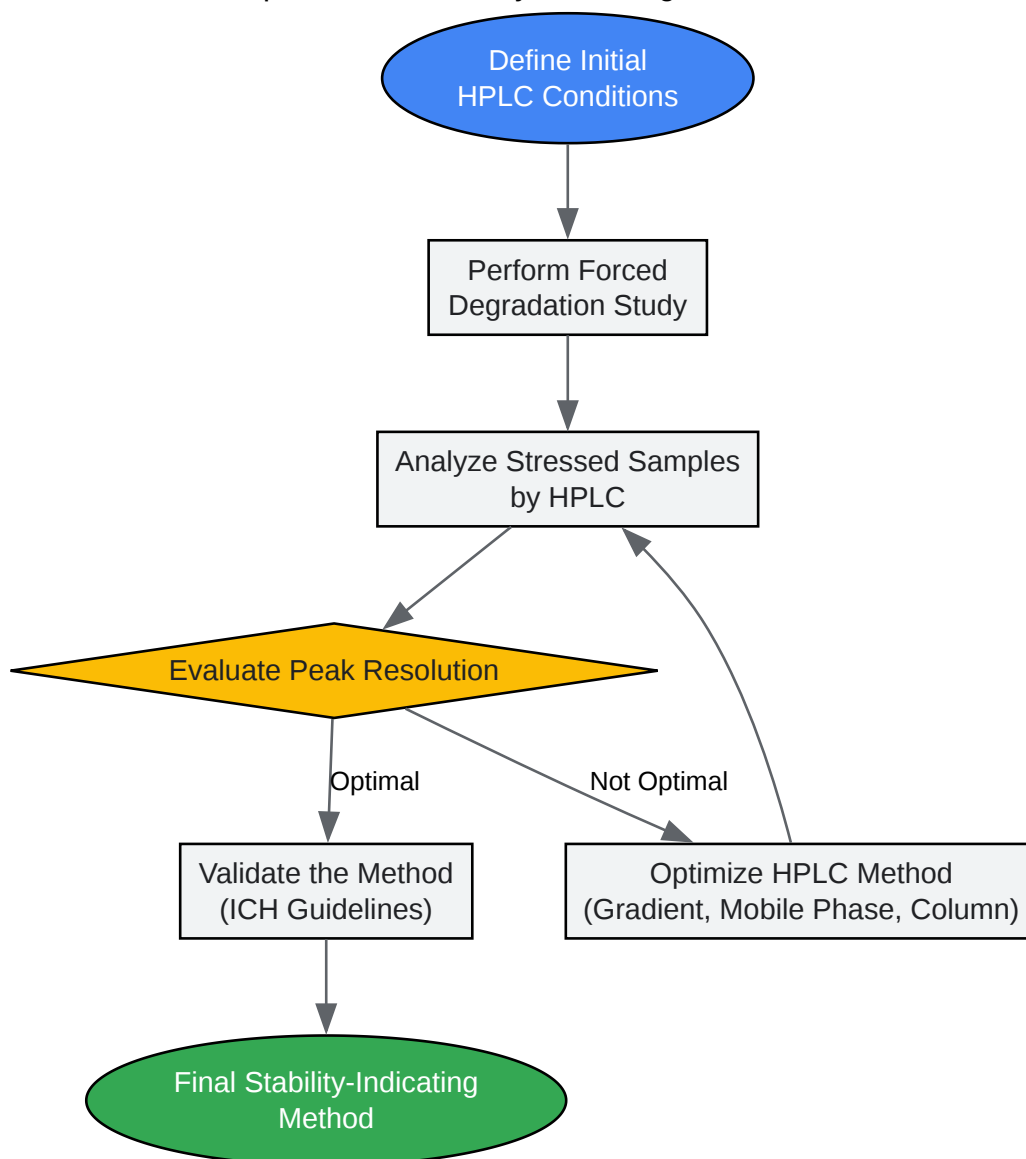 Define Initial
HPLC Conditions
Perform Forced
Degradation Study
Analyze Stressed Samples
by HPLC
Evaluate Peak Resolution
Optimal
Not Optimal
Validate the Method
(ICH Guidelines)
Optimize HPLC Method
(Gradient, Mobile Phase, Column)
Final Stability-Indicating
Method